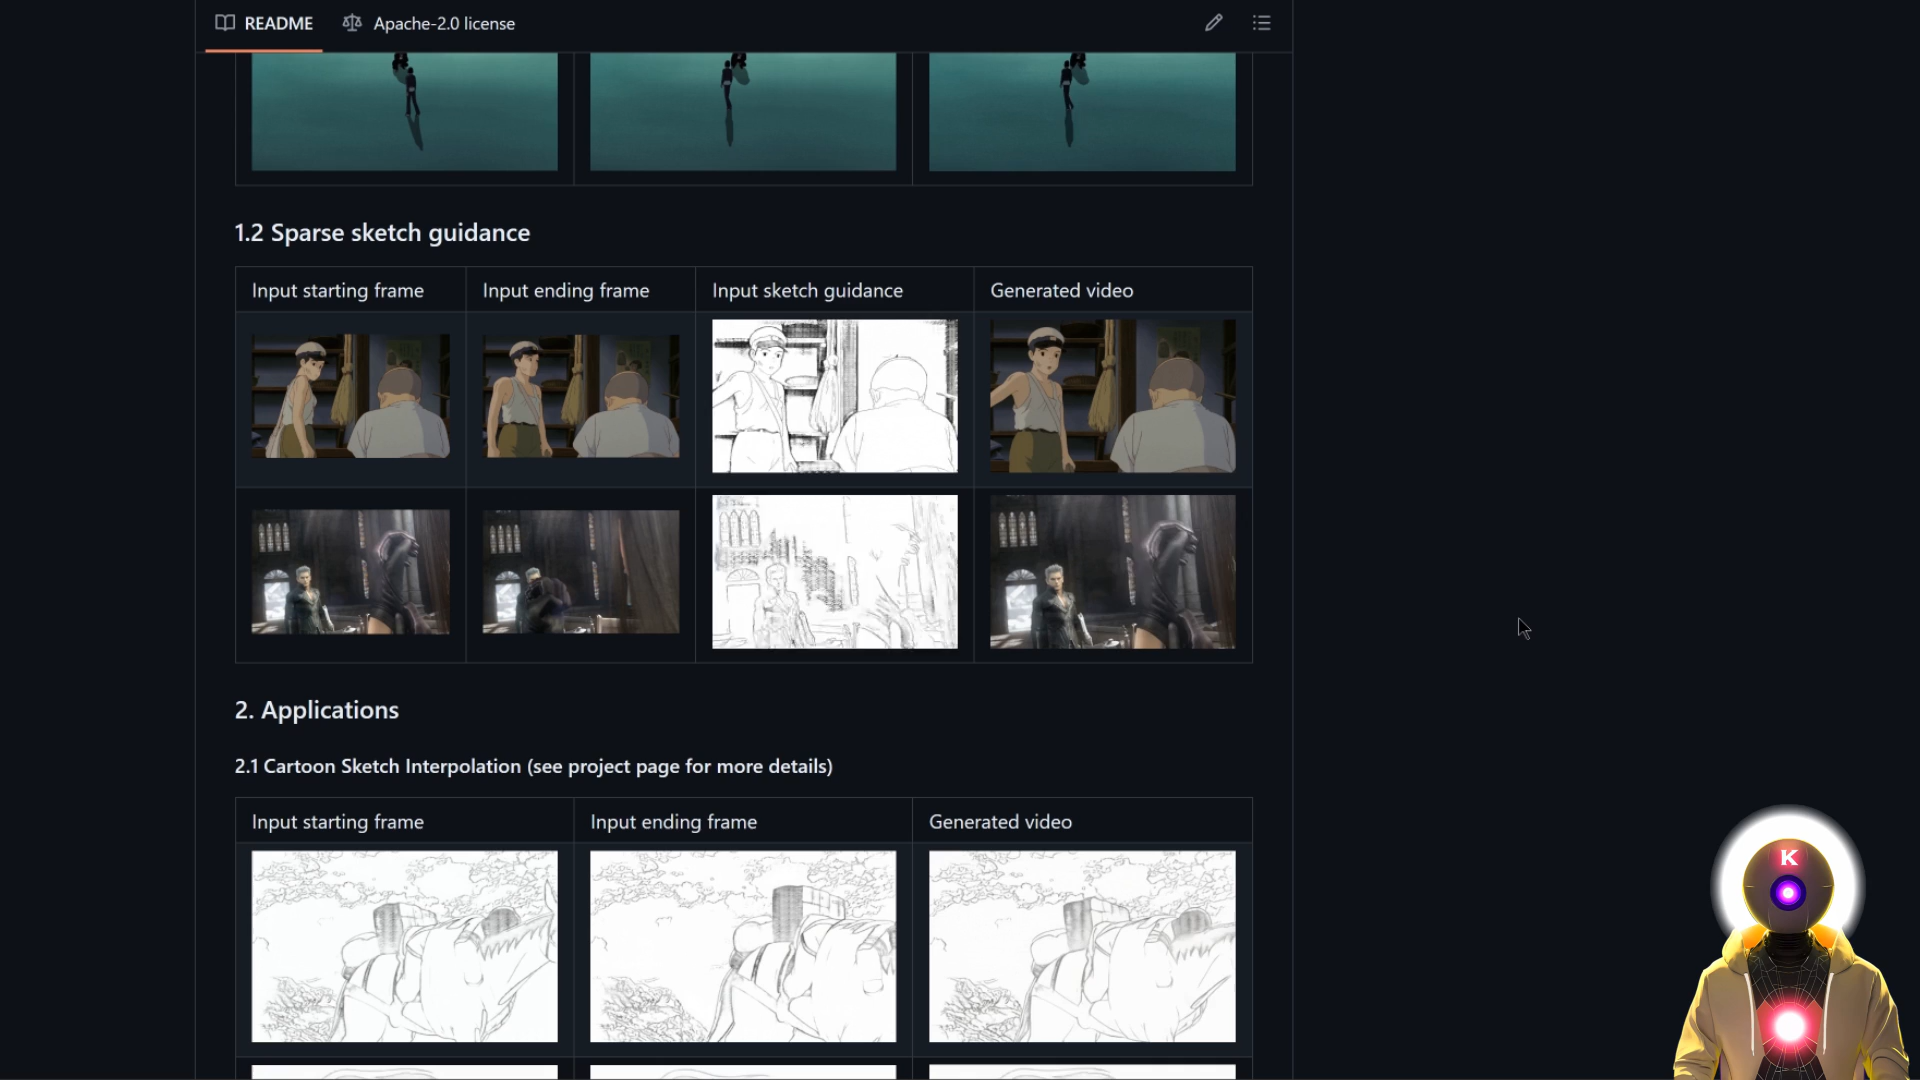 README
Apache-2.0 license
1.2 Sparse sketch guidance
Input starting frame
Input ending frame
Input sketch guidance
Generated video
2. Applications
2.1 Cartoon Sketch Interpolation (see project page for more details)
Input starting frame
Input ending frame
Generated video
K